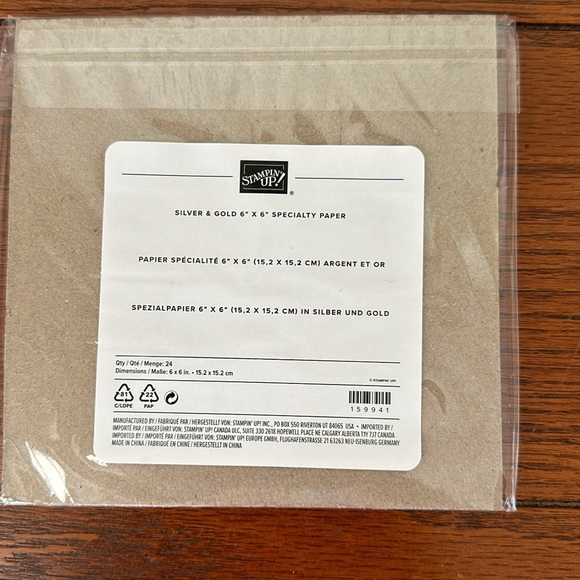 STAMPIN' UP!®
SILVER & GOLD 6" X 6" SPECIALTY PAPER
PAPIER SPÉCIALITÉ 6" X 6" (15,2 X 15,2 CM) ARGENT ET OR
SPEZIALPAPIER 6" X 6" (15,2 X 15,2 CM) IN SILBER UND GOLD
Qty / Qté / Menge: 24
Dimensions / Maße: 6 x 6 in. • 15.2 x 15.2 cm
© STAMPIN' UP!
81 22
C/LDPE PAP
159941
MANUFACTURED BY / FABRIQUÉ PAR / HERGESTELLT VON: STAMPIN' UP! INC., PO BOX 550 RIVERTON UT 84065 USA • IMPORTED BY /
IMPORTÉ PAR / EINGEFÜHRT VON: STAMPIN' UP! CANADA ULC, SUITE 330 2618 HOPEWELL PLACE NE CALGARY ALBERTA T1Y 7J7 CANADA • IMPORTED BY /
IMPORTÉ PAR / EINGEFÜHRT VON: STAMPIN' UP! EUROPE GMBH, FLUGHAFENSTRASSE 21 63263 NEU-ISENBURG GERMANY
MADE IN CHINA / FABRIQUÉ EN CHINE / HERGESTELLT IN CHINA